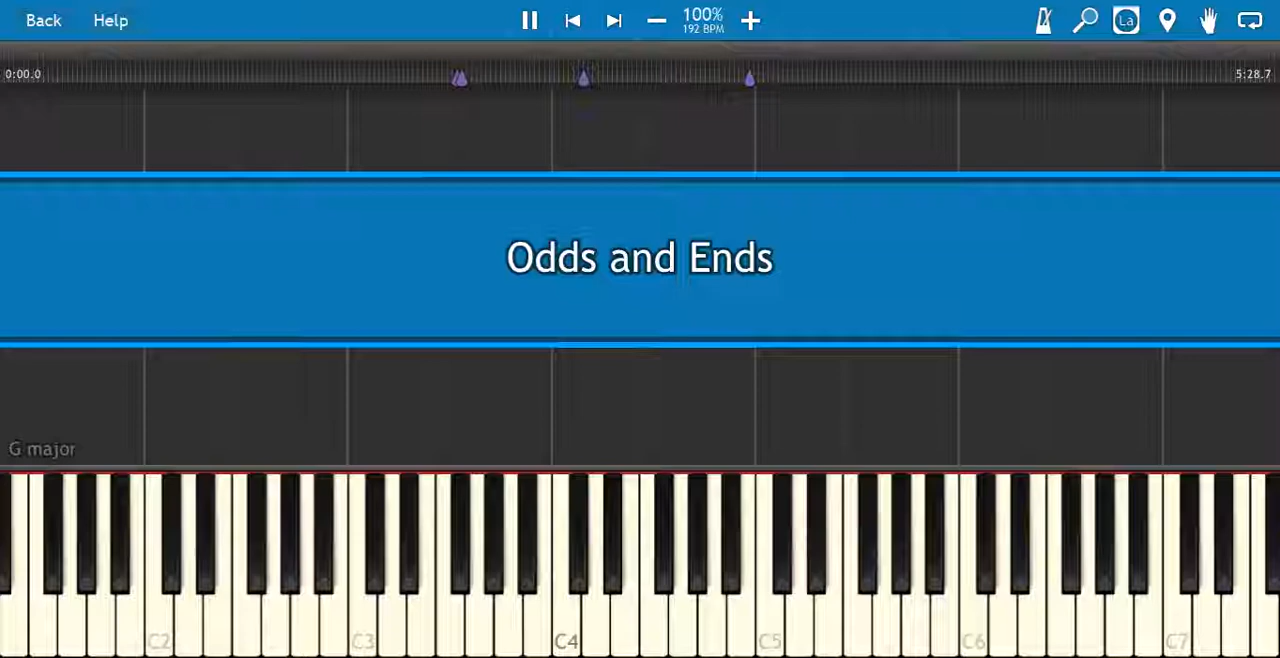 Back Help 100% La
192 BPM
0:00.0 5:28.7
Odds and Ends
G major
C2 C3 C4 C5 C6 C7